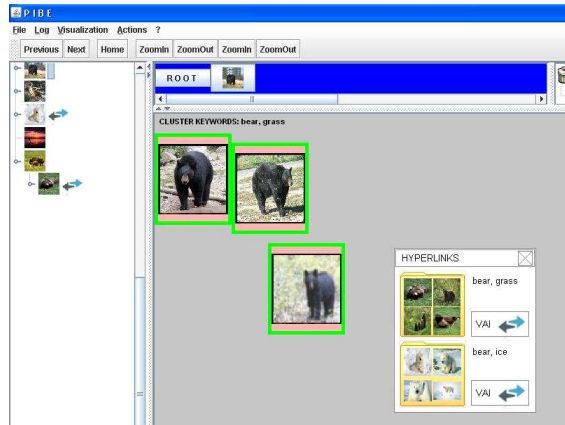 PIBE
File Log Visualization Actions ?
Previous Next Home ZoomIn ZoomOut ZoomIn ZoomOut
ROOT
CLUSTER KEYWORDS: bear, grass
HYPERLINKS
bear, grass
VAI
bear, ice
VAI